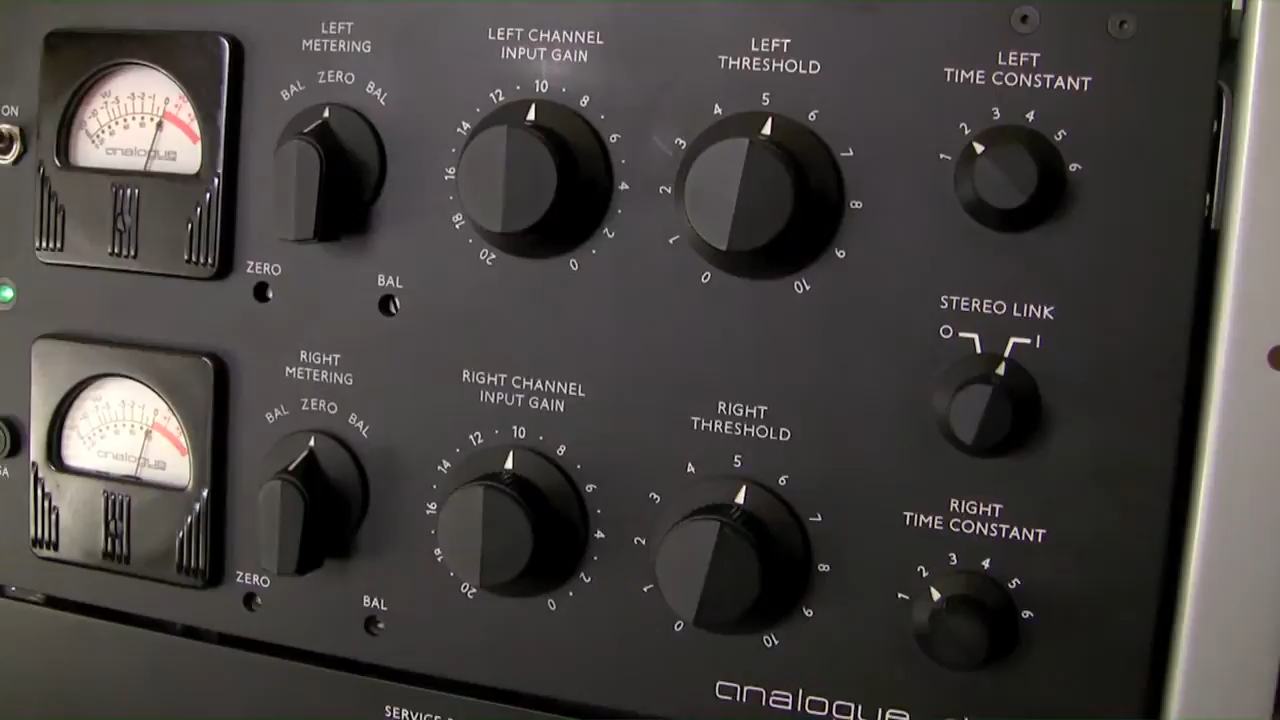 ON
VU
analogue
LEFT
METERING
BAL ZERO BAL
ZERO
BAL
LEFT CHANNEL
INPUT GAIN
20 18 16 14 12 10 8 6 4 2 0
LEFT
THRESHOLD
0 1 2 3 4 5 6 7 8 9 10
LEFT
TIME CONSTANT
1 2 3 4 5 6
STEREO LINK
O I
analogue
RIGHT
METERING
BAL ZERO BAL
ZERO
BAL
RIGHT CHANNEL
INPUT GAIN
20 18 16 14 12 10 8 6 4 2 0
RIGHT
THRESHOLD
0 1 2 3 4 5 6 7 8 9 10
RIGHT
TIME CONSTANT
1 2 3 4 5 6
analogue
SERVICE